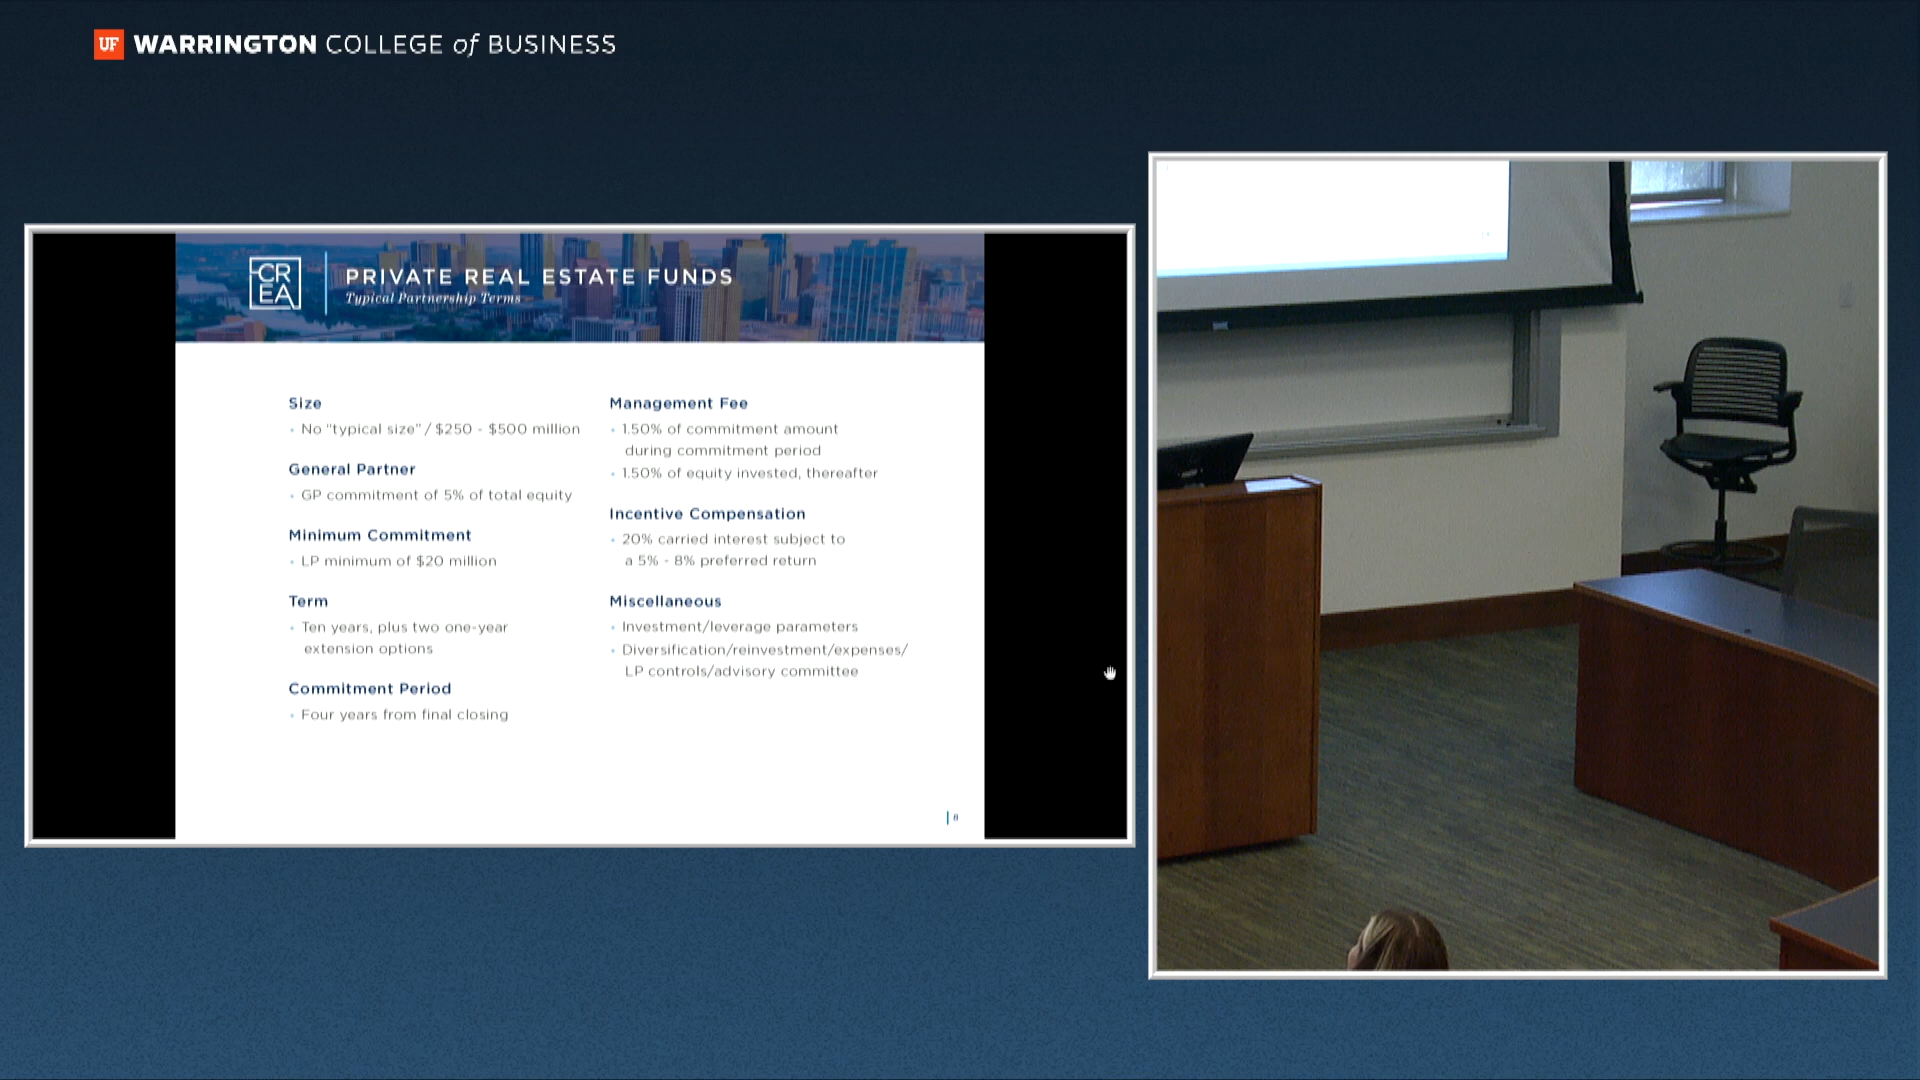 UF WARRINGTON COLLEGE of BUSINESS
CR
EA
PRIVATE REAL ESTATE FUNDS
Typical Partnership Terms
Size
• No "typical size" / $250 - $500 million
General Partner
• GP commitment of 5% of total equity
Minimum Commitment
• LP minimum of $20 million
Term
• Ten years, plus two one-year
extension options
Commitment Period
• Four years from final closing
Management Fee
• 1.50% of commitment amount
during commitment period
• 1.50% of equity invested, thereafter
Incentive Compensation
• 20% carried interest subject to
a 5% - 8% preferred return
Miscellaneous
• Investment/leverage parameters
• Diversification/reinvestment/expenses/
LP controls/advisory committee
| 8